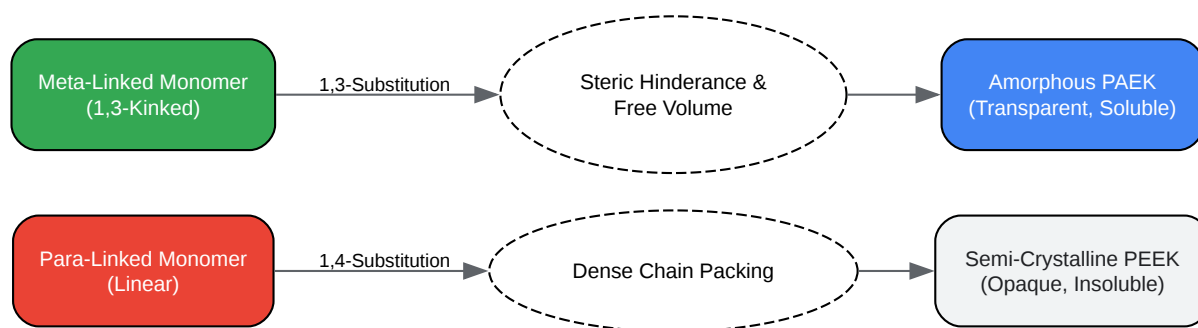 Meta-Linked Monomer
(1,3-Kinked)
1,3-Substitution
Steric Hinderance &
Free Volume
Amorphous PAEK
(Transparent, Soluble)
Para-Linked Monomer
(Linear)
1,4-Substitution
Dense Chain Packing
Semi-Crystalline PEEK
(Opaque, Insoluble)